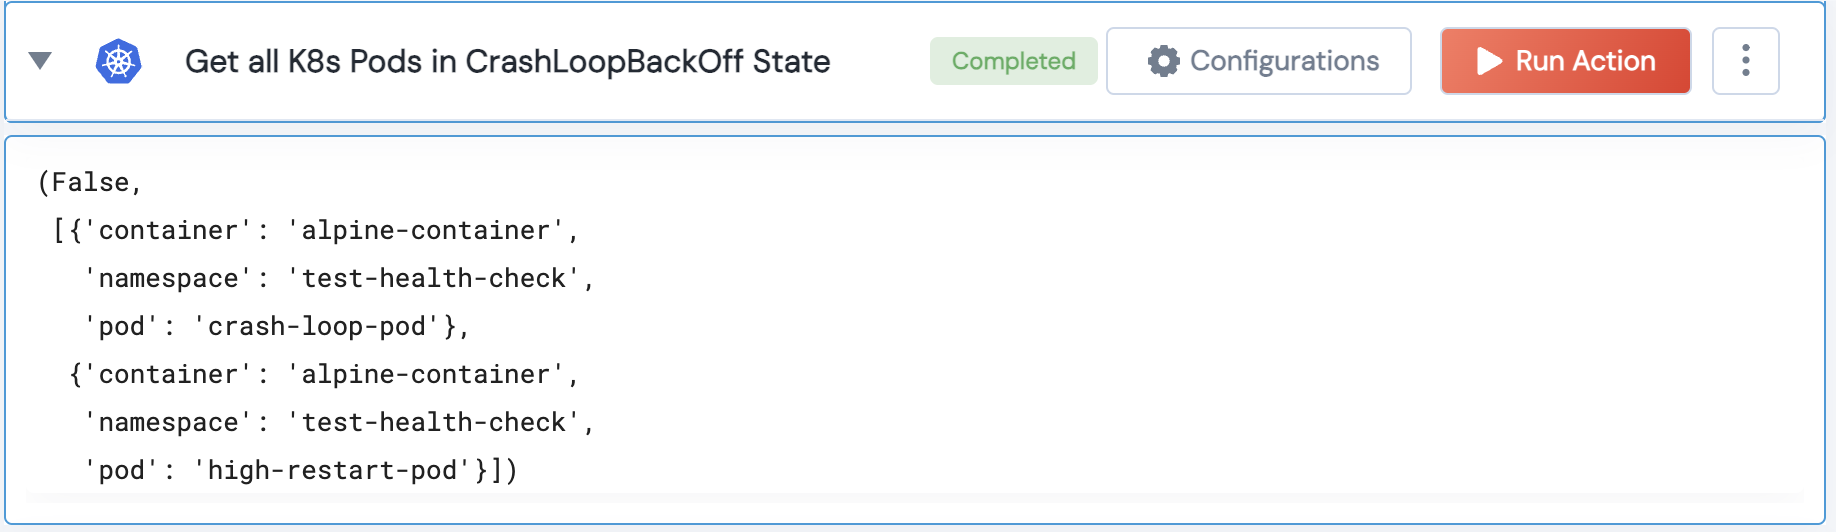 Get all K8s Pods in CrashLoopBackOff State
Completed
Configurations
Run Action
(False,
 [{'container': 'alpine-container',
   'namespace': 'test-health-check',
   'pod': 'crash-loop-pod'},
  {'container': 'alpine-container',
   'namespace': 'test-health-check',
   'pod': 'high-restart-pod'}])